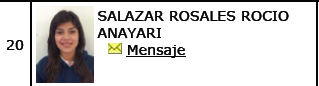 20
SALAZAR ROSALES ROCIO
ANAYARI
Mensaje